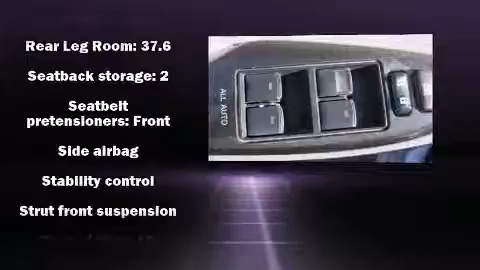 Rear Leg Room: 37.6
Seatback storage: 2
Seatbelt
pretensioners: Front
Side airbag
Stability control
Strut front suspension
ALL AUTO